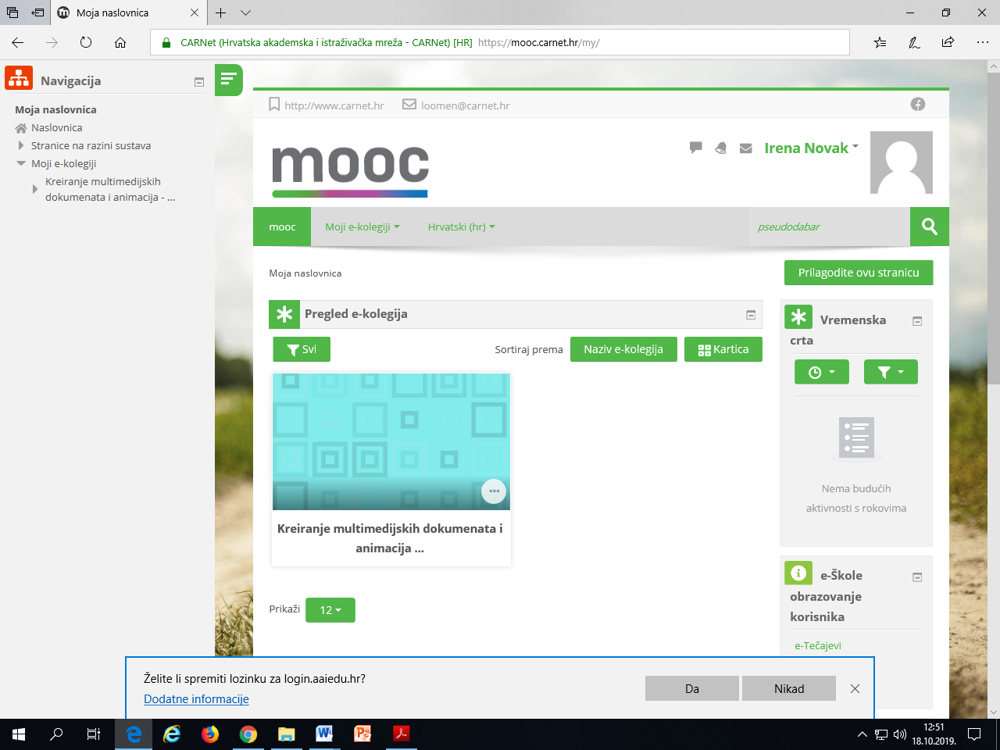 Moja naslovnica
CARNet (Hrvatska akademska i istraživačka mreža - CARNet) [HR] https://mooc.carnet.hr/my/
Navigacija
Moja naslovnica
Naslovnica
Stranice na razini sustava
Moji e-kolegiji
Kreiranje multimedijskih
dokumenata i animacija - ...
http://www.carnet.hr loomen@carnet.hr
mooc
Irena Novak
mooc Moji e-kolegiji Hrvatski (hr) pseudodabar
Moja naslovnica
Prilagodite ovu stranicu
Pregled e-kolegija
Svi Sortiraj prema Naziv e-kolegija Kartica
Kreiranje multimedijskih dokumenata i
animacija ...
Prikaži 12
Vremenska
crta
Nema budućih
aktivnosti s rokovima
e-Škole
obrazovanje
korisnika
e-Tečajevi
Želite li spremiti lozinku za login.aaiedu.hr?
Dodatne informacije
Da Nikad
12:51
18.10.2019.